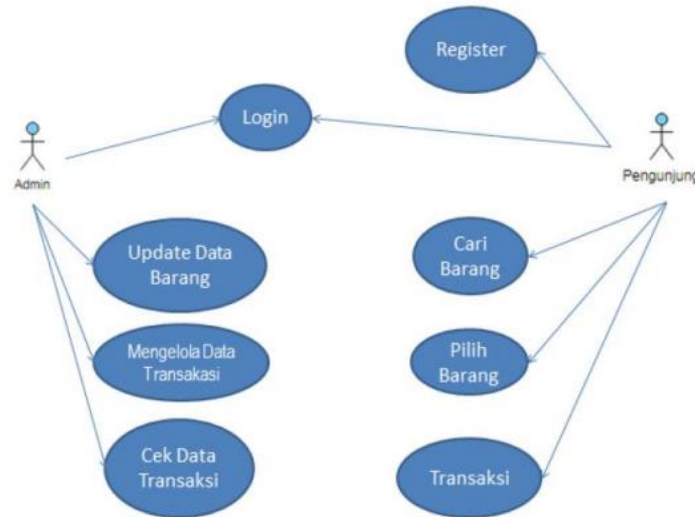 Register
Login
Admin
Pengunjung
Update Data
Barang
Cari
Barang
Mengelola Data
Transakasi
Pilih
Barang
Cek Data
Transaksi
Transaksi